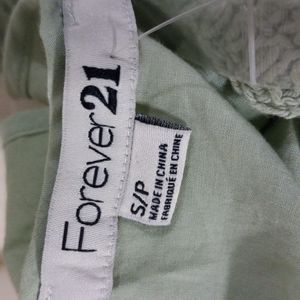 Forever21
S/P
MADE IN CHINA
FABRIQUÉ EN CHINE